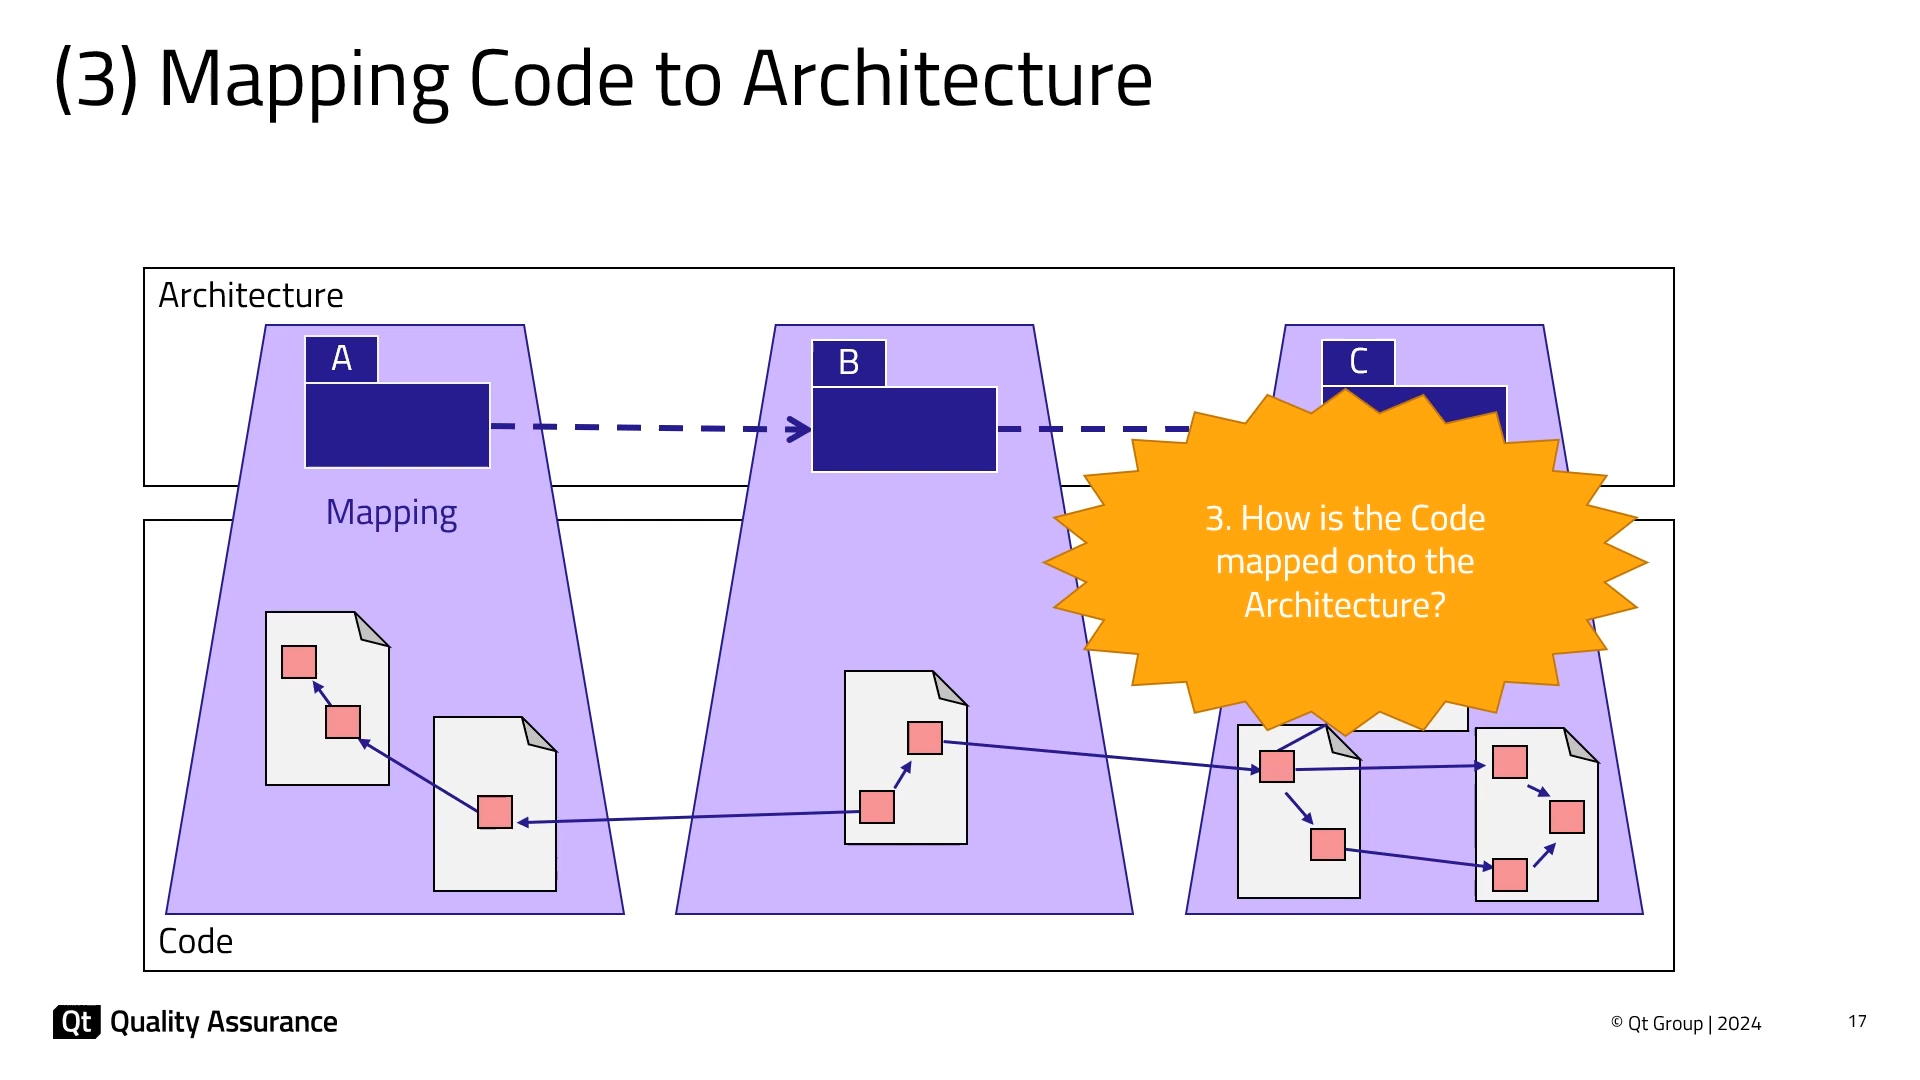 (3) Mapping Code to Architecture
Architecture
A
B
C
Mapping
3. How is the Code
mapped onto the
Architecture?
Code
Qt Quality Assurance
© Qt Group | 2024
17